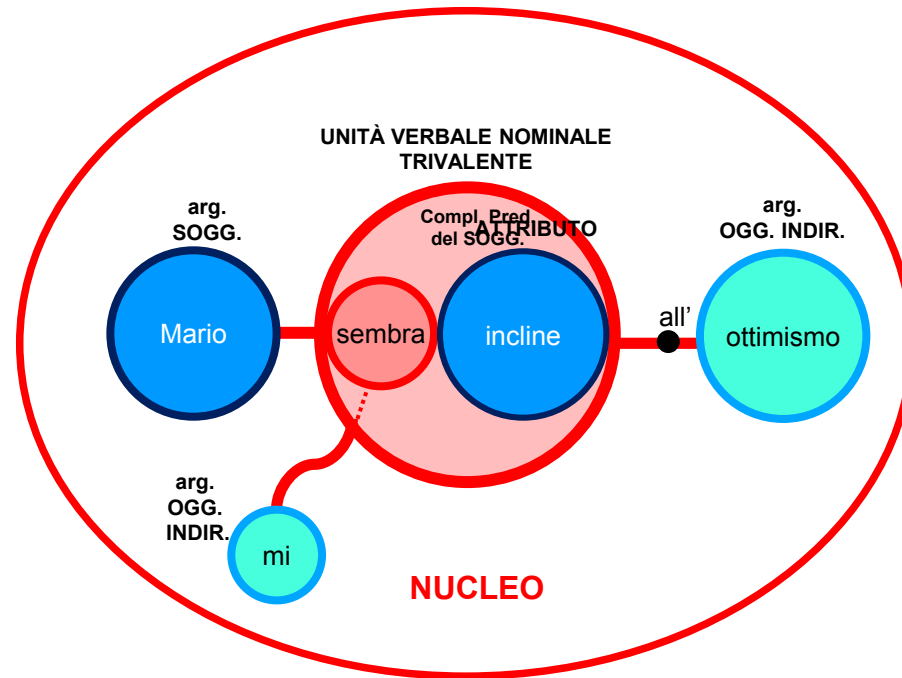 UNITÀ VERBALE NOMINALE
TRIVALENTE
arg.
SOGG.
Compl. Pred.
del SOGG.
ATTRIBUTO
arg.
OGG. INDIR.
Mario
sembra
incline
all'
ottimismo
arg.
OGG.
INDIR.
mi
NUCLEO